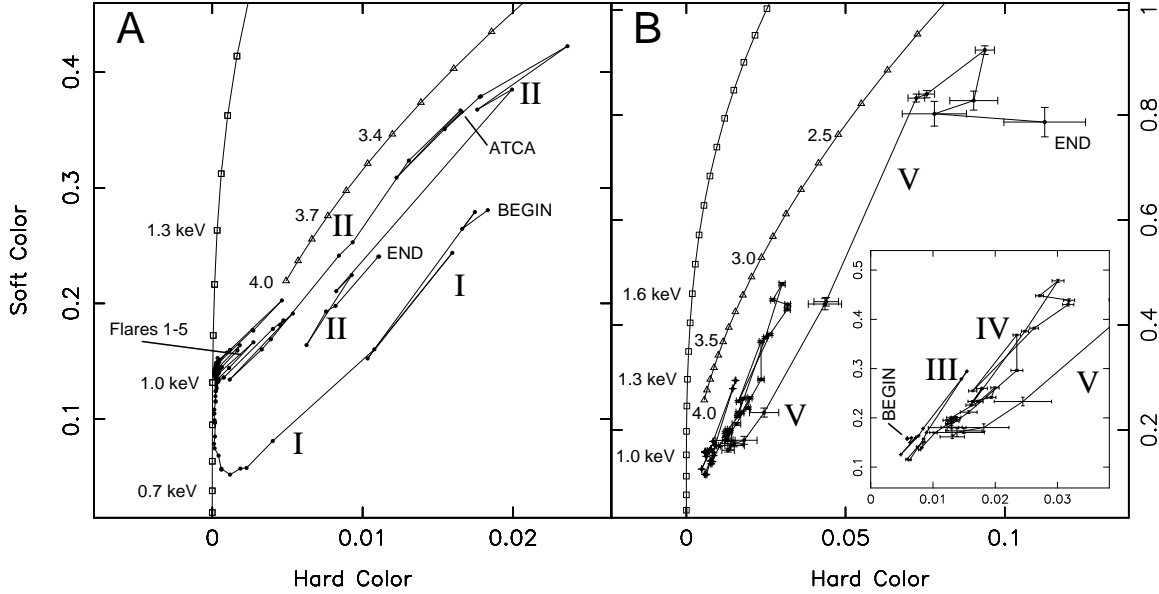 A
B
0.4
0.3
0.2
0.1
Soft Color
II
3.4
ATCA
3.7
II
BEGIN
1.3 keV
4.0
END
I
Flares 1-5
II
1.0 keV
I
0.7 keV
0
0.01
0.02
Hard Color
1
0.8
0.6
0.4
0.2
2.5
END
V
3.0
1.6 keV
3.5
1.3 keV
4.0
V
1.0 keV
0.5
0.4
0.3
0.2
0.1
IV
III
BEGIN
V
0
0.01
0.02
0.03
0
0.05
0.1
Hard Color